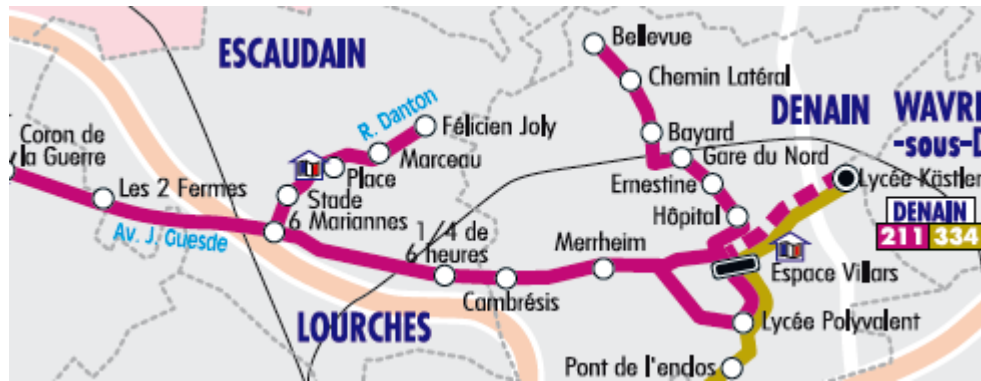 ESCAUDAIN
Bellevue
Chemin Latéral
DENAIN
WAVRE
-sous-D
R. Danton
Félicien Joly
Coron de
la Guerre
Marceau
Bayard
Gare du Nord
Place
Lycée Kästler
Les 2 Fermes
Stade
Ernestine
6 Mariannes
Hôpital
DENAIN
211 334
Av. J. Guesde
1/4 de
6 heures
Merrheim
Espace Villars
Cambrésis
LOURCHES
Lycée Polyvalent
Pont de l'enclos